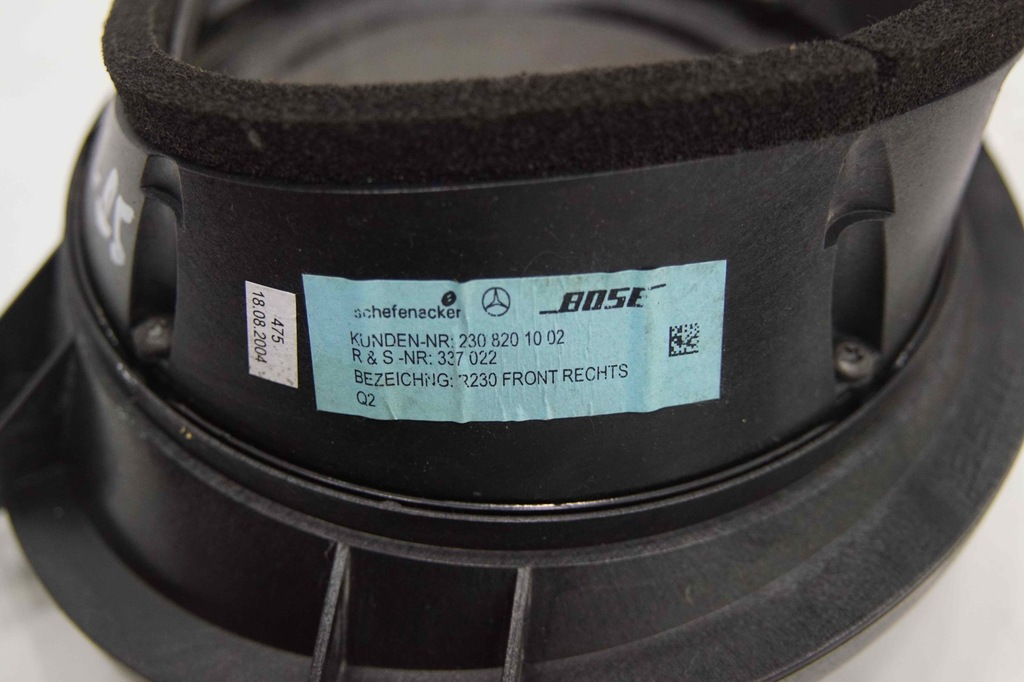 475
18.08.2004
schefenacker BOSE
KUNDEN-NR: 230 820 10 02
R & S -NR: 337 022
BEZEICHNG: R230 FRONT RECHTS
Q2